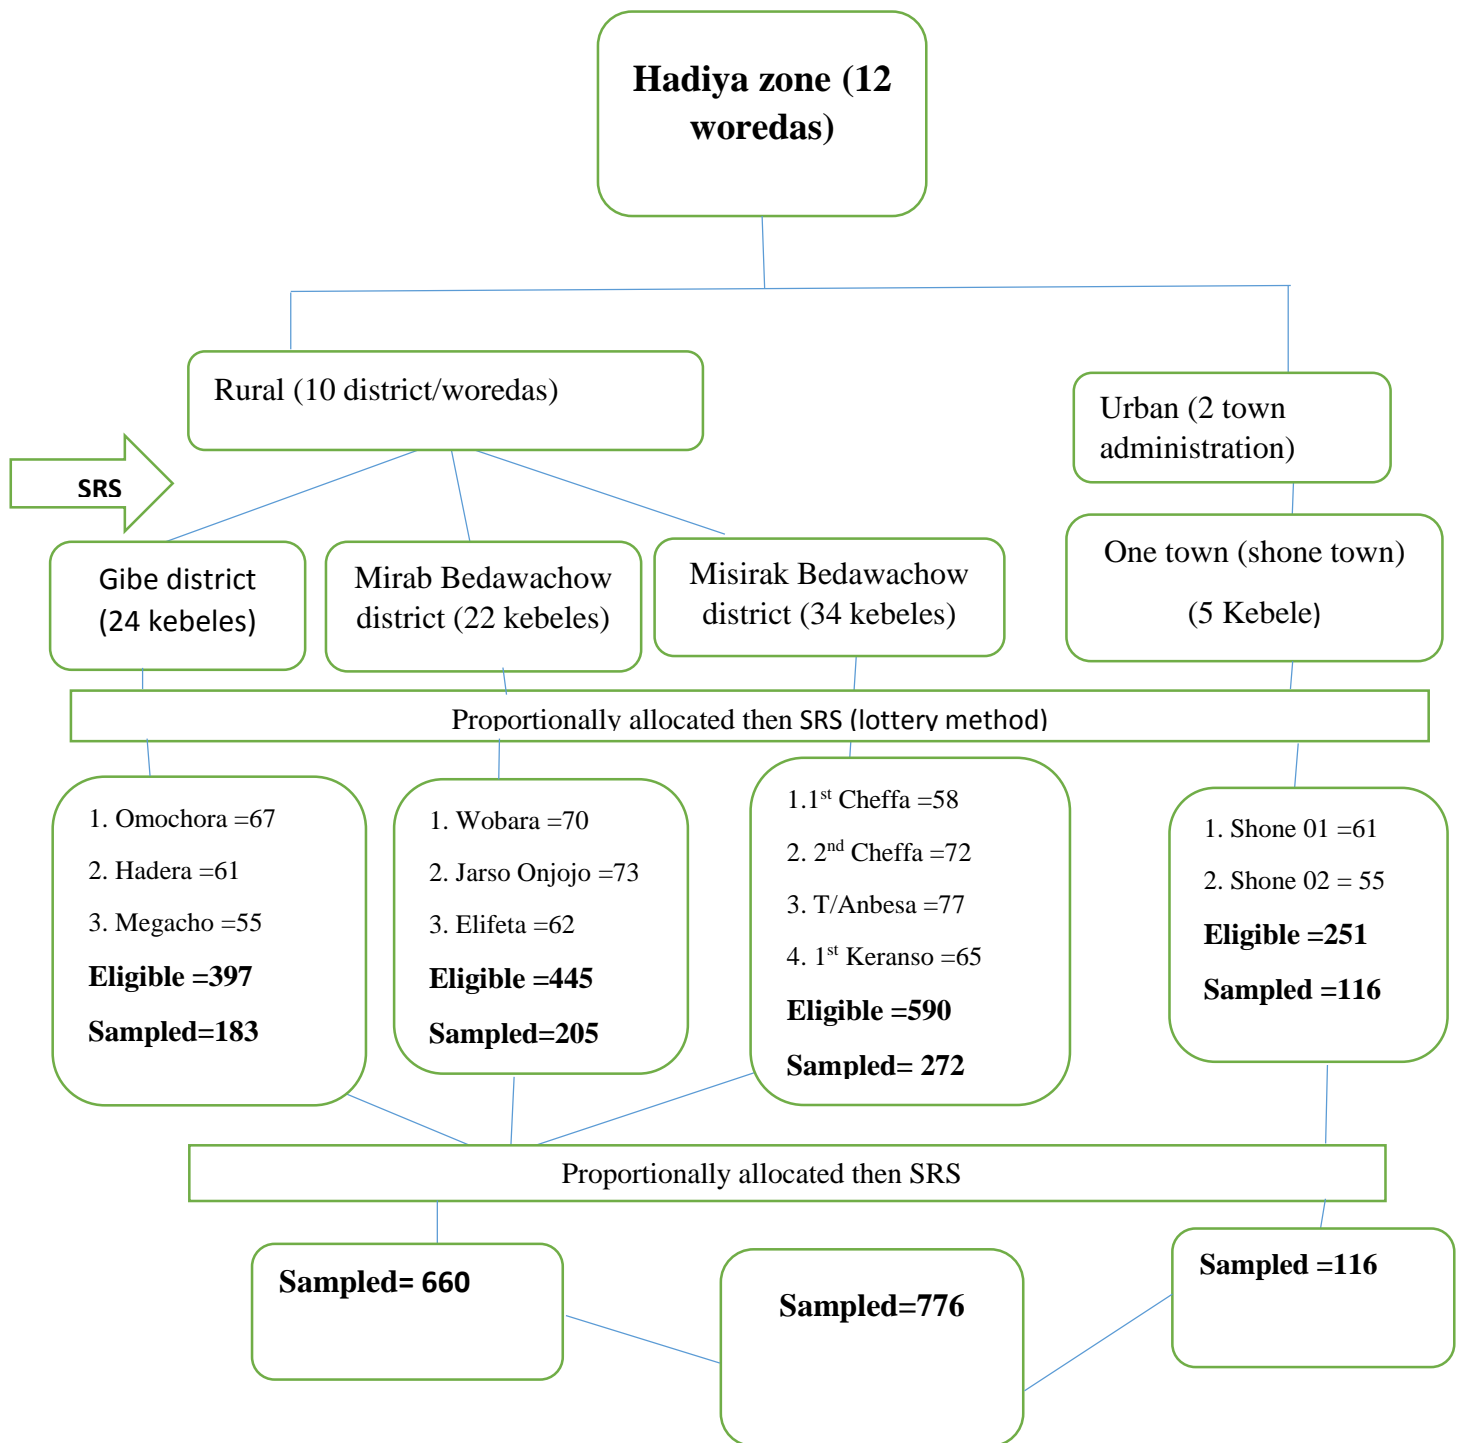 Hadiya zone (12
woredas)
Rural (10 district/woredas)
Urban (2 town
administration)
SRS
Gibe district
(24 kebeles)
Mirab Bedawachow
district (22 kebeles)
Misirak Bedawachow
district (34 kebeles)
One town (shone town)
(5 Kebele)
Proportionally allocated then SRS (lottery method)
1. Omochora =67
2. Hadera =61
3. Megacho =55
Eligible =397
Sampled=183
1. Wobara =70
2. Jarso Onjojo =73
3. Elifeta =62
Eligible =445
Sampled=205
1.1st Cheffa =58
2. 2nd Cheffa =72
3. T/Anbesa =77
4. 1st Keranso =65
Eligible =590
Sampled= 272
1. Shone 01 =61
2. Shone 02 = 55
Eligible =251
Sampled =116
Proportionally allocated then SRS
Sampled= 660
Sampled=776
Sampled =116